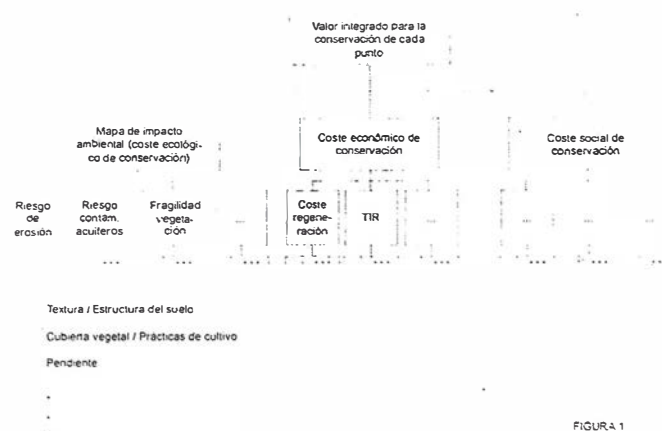 Valor integrado para la
conservación de cada
punto
Mapa de impacto
ambiental (coste ecológi-
co de conservación)
Coste económico de
conservación
Coste social de
conservación
Riesgo
de
erosión
Riesgo
contam.
acuíferos
Fragilidad
vegeta-
ción
...
Coste
regene-
ración
TIR
...
...
...
Textura / Estructura del suelo
Cubierta vegetal / Prácticas de cultivo
Pendiente
FIGURA 1